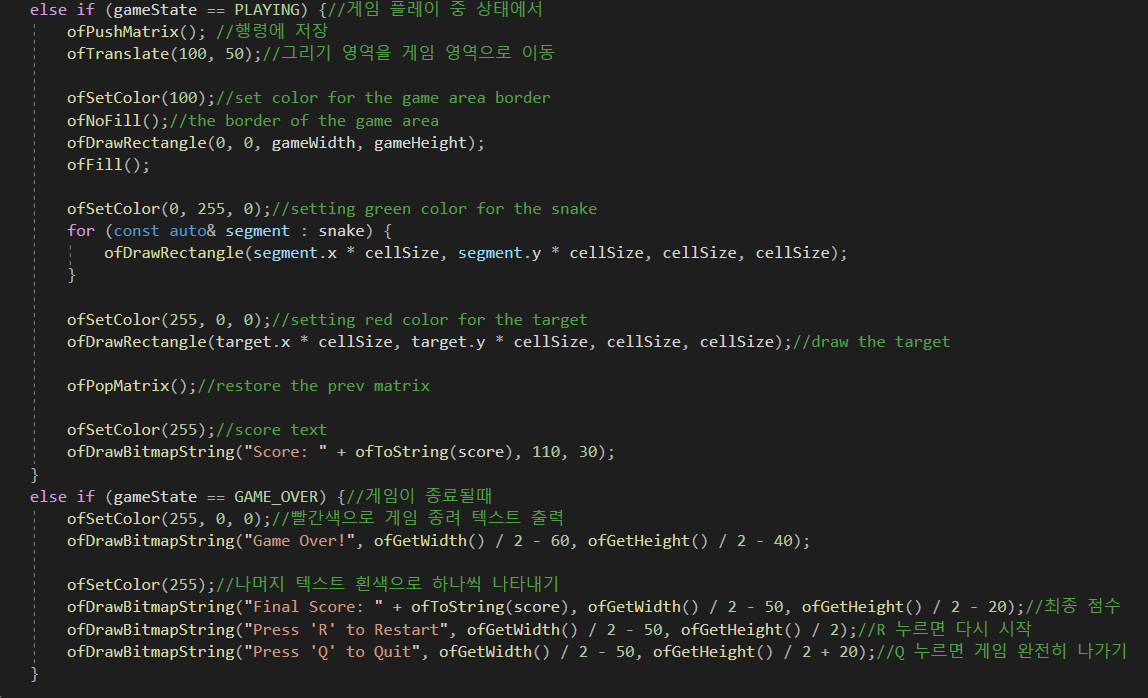 else if (gameState == PLAYING) {//게임 플레이 중 상태에서
ofPushMatrix(); //행령에 저장
ofTranslate(100, 50);//그리기 영역을 게임 영역으로 이동
ofSetColor(100);//set color for the game area border
ofNoFill();//the border of the game area
ofDrawRectangle(0, 0, gameWidth, gameHeight);
ofFill();
ofSetColor(0, 255, 0);//setting green color for the snake
for (const auto& segment : snake) {
ofDrawRectangle(segment.x * cellSize, segment.y * cellSize, cellSize, cellSize);
}
ofSetColor(255, 0, 0);//setting red color for the target
ofDrawRectangle(target.x * cellSize, target.y * cellSize, cellSize, cellSize);//draw the target
ofPopMatrix();//restore the prev matrix
ofSetColor(255);//score text
ofDrawBitmapString("Score: " + ofToString(score), 110, 30);
}
else if (gameState == GAME_OVER) {//게임이 종료될때
ofSetColor(255, 0, 0);//빨간색으로 게임 종려 텍스트 출력
ofDrawBitmapString("Game Over!", ofGetWidth() / 2 - 60, ofGetHeight() / 2 - 40);
ofSetColor(255);//나머지 텍스트 횐색으로 하나씩 나타내기
ofDrawBitmapString("Final Score: " + ofToString(score), ofGetWidth() / 2 - 50, ofGetHeight() / 2 - 20);//최종 점수
ofDrawBitmapString("Press 'R' to Restart", ofGetWidth() / 2 - 50, ofGetHeight() / 2);//R 누르면 다시 시작
ofDrawBitmapString("Press 'Q' to Quit", ofGetWidth() / 2 - 50, ofGetHeight() / 2 + 20);//Q 누르면 게임 완전히 나가기
}